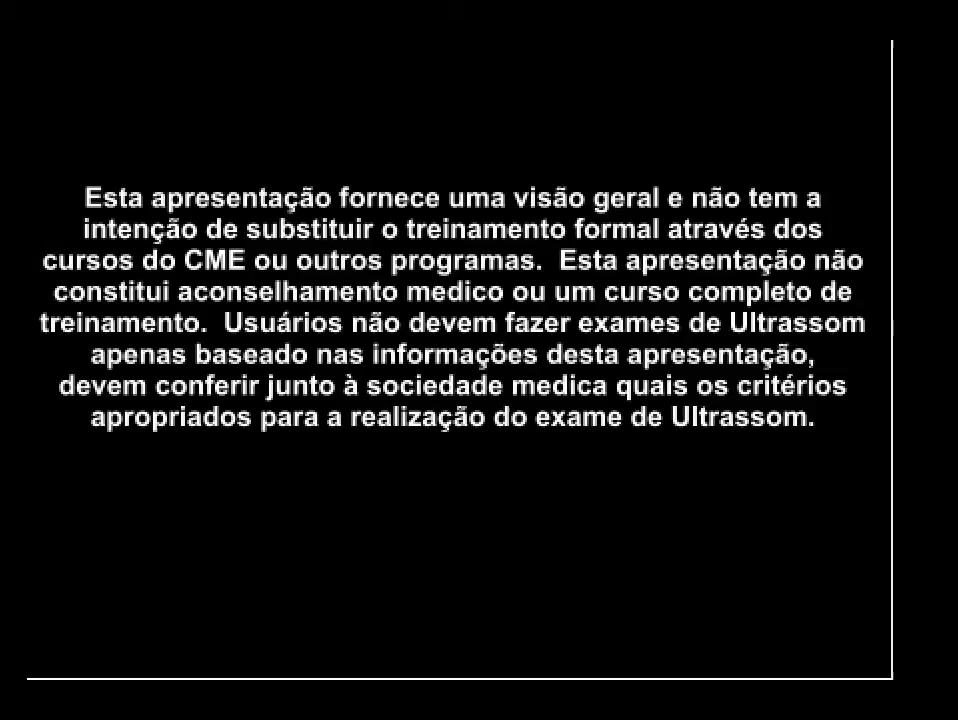 Esta apresentação fornece uma visão geral e não tem a
intenção de substituir o treinamento formal através dos
cursos do CME ou outros programas.  Esta apresentação não
constitui aconselhamento medico ou um curso completo de
treinamento.  Usuários não devem fazer exames de Ultrassom
apenas baseado nas informações desta apresentação,
devem conferir junto à sociedade medica quais os critérios
apropriados para a realização do exame de Ultrassom.